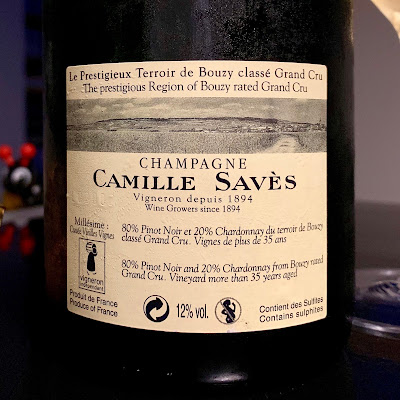 Le Prestigieux Terroir de Bouzy classé Grand Cru
The prestigious Region of Bouzy rated Grand Cru
CHAMPAGNE
CAMILLE SAVÈS
Vigneron depuis 1894
Wine Growers since 1894
Millésime :
Cuvée Vieilles Vignes
80% Pinot Noir et 20% Chardonnay du terroir de Bouzy
classé Grand Cru. Vignes de plus de 35 ans
80% Pinot Noir and 20% Chardonnay from Bouzy rated
Grand Cru. Vineyard more than 35 years aged
vigneron
indépendant
Produit de France
Produce of France
12% vol.
Contient des Sulfites
Contains sulphites